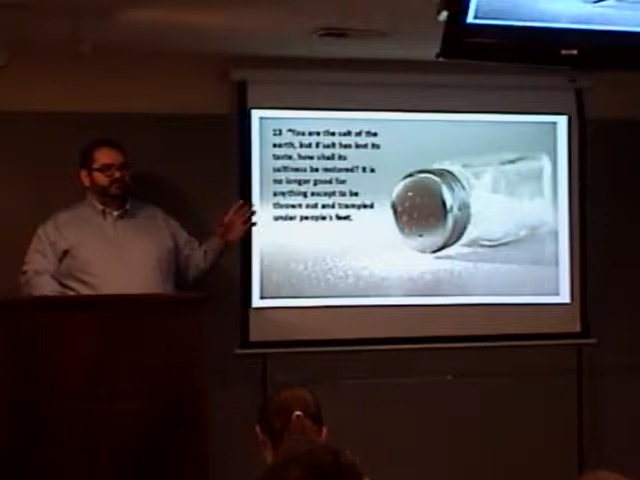 13 "You are the salt of the
earth, but if salt has lost its
taste, how shall its
saltiness be restored? It is
no longer good for
anything except to be
thrown out and trampled
under people's feet.